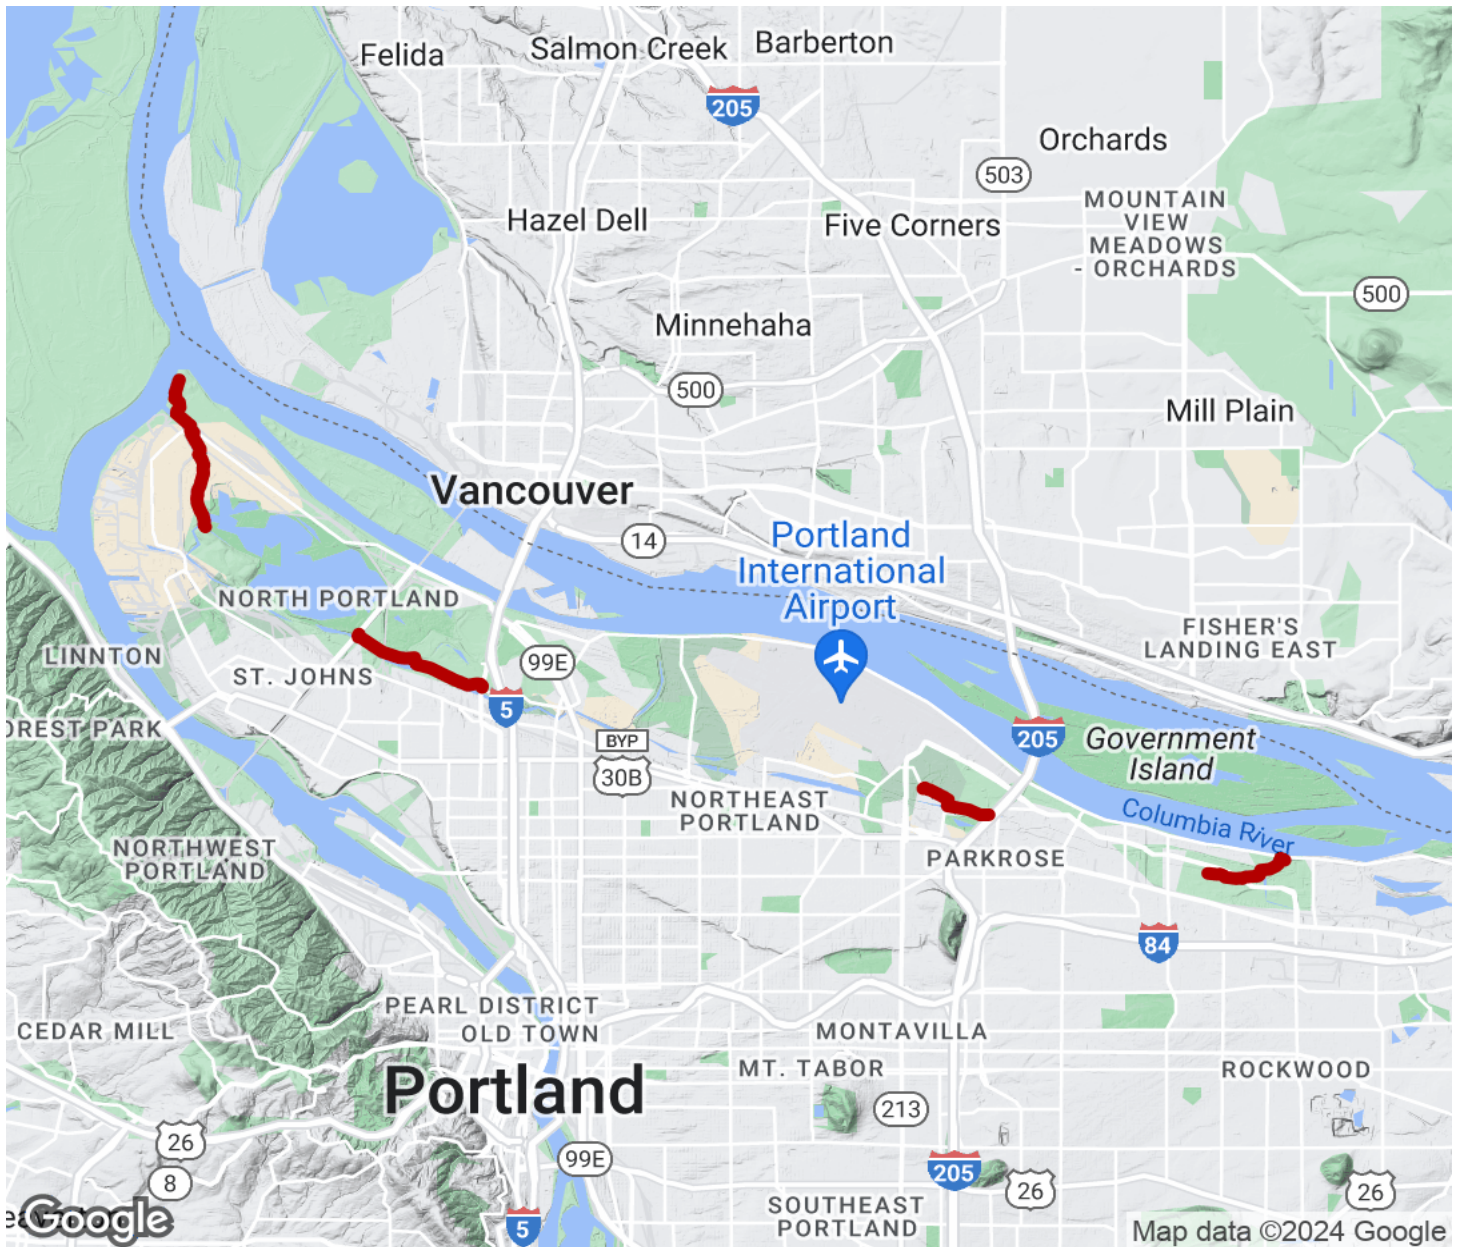 Felida
Salmon Creek
Barberton
205
Orchards
503
MOUNTAIN
VIEW
MEADOWS
- ORCHARDS
Hazel Dell
Five Corners
500
Minnehaha
500
Mill Plain
Vancouver
14
Portland
International
Airport
NORTH PORTLAND
LINNTON
ST. JOHNS
99E
FISHER'S
LANDING EAST
5
OREST PARK
BYP
30B
205
Government
Island
NORTHEAST
PORTLAND
Columbia River
NORTHWEST
PORTLAND
PARKROSE
84
PEARL DISTRICT
OLD TOWN
CEDAR MILL
MONTAVILLA
MT. TABOR
ROCKWOOD
Portland
213
26
99E
8
205
26
26
SOUTHEAST
PORTLAND
5
Google
Map data ©2024 Google